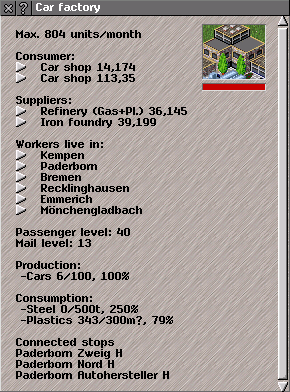 Car factory
Max. 804 units/month
Consumer:
Car shop 14,174
Car shop 113,35
Suppliers:
Refinery (Gas+Pl.) 36,145
Iron foundry 39,199
Workers live in:
Kempen
Paderborn
Bremen
Recklinghausen
Emmerich
Mönchengladbach
Passenger level: 40
Mail level: 13
Production:
-Cars 6/100, 100%
Consumption:
-Steel 0/500t, 250%
-Plastics 343/300m?, 79%
Connected stops
Paderborn Zweig H
Paderborn Nord H
Paderborn Autohersteller H